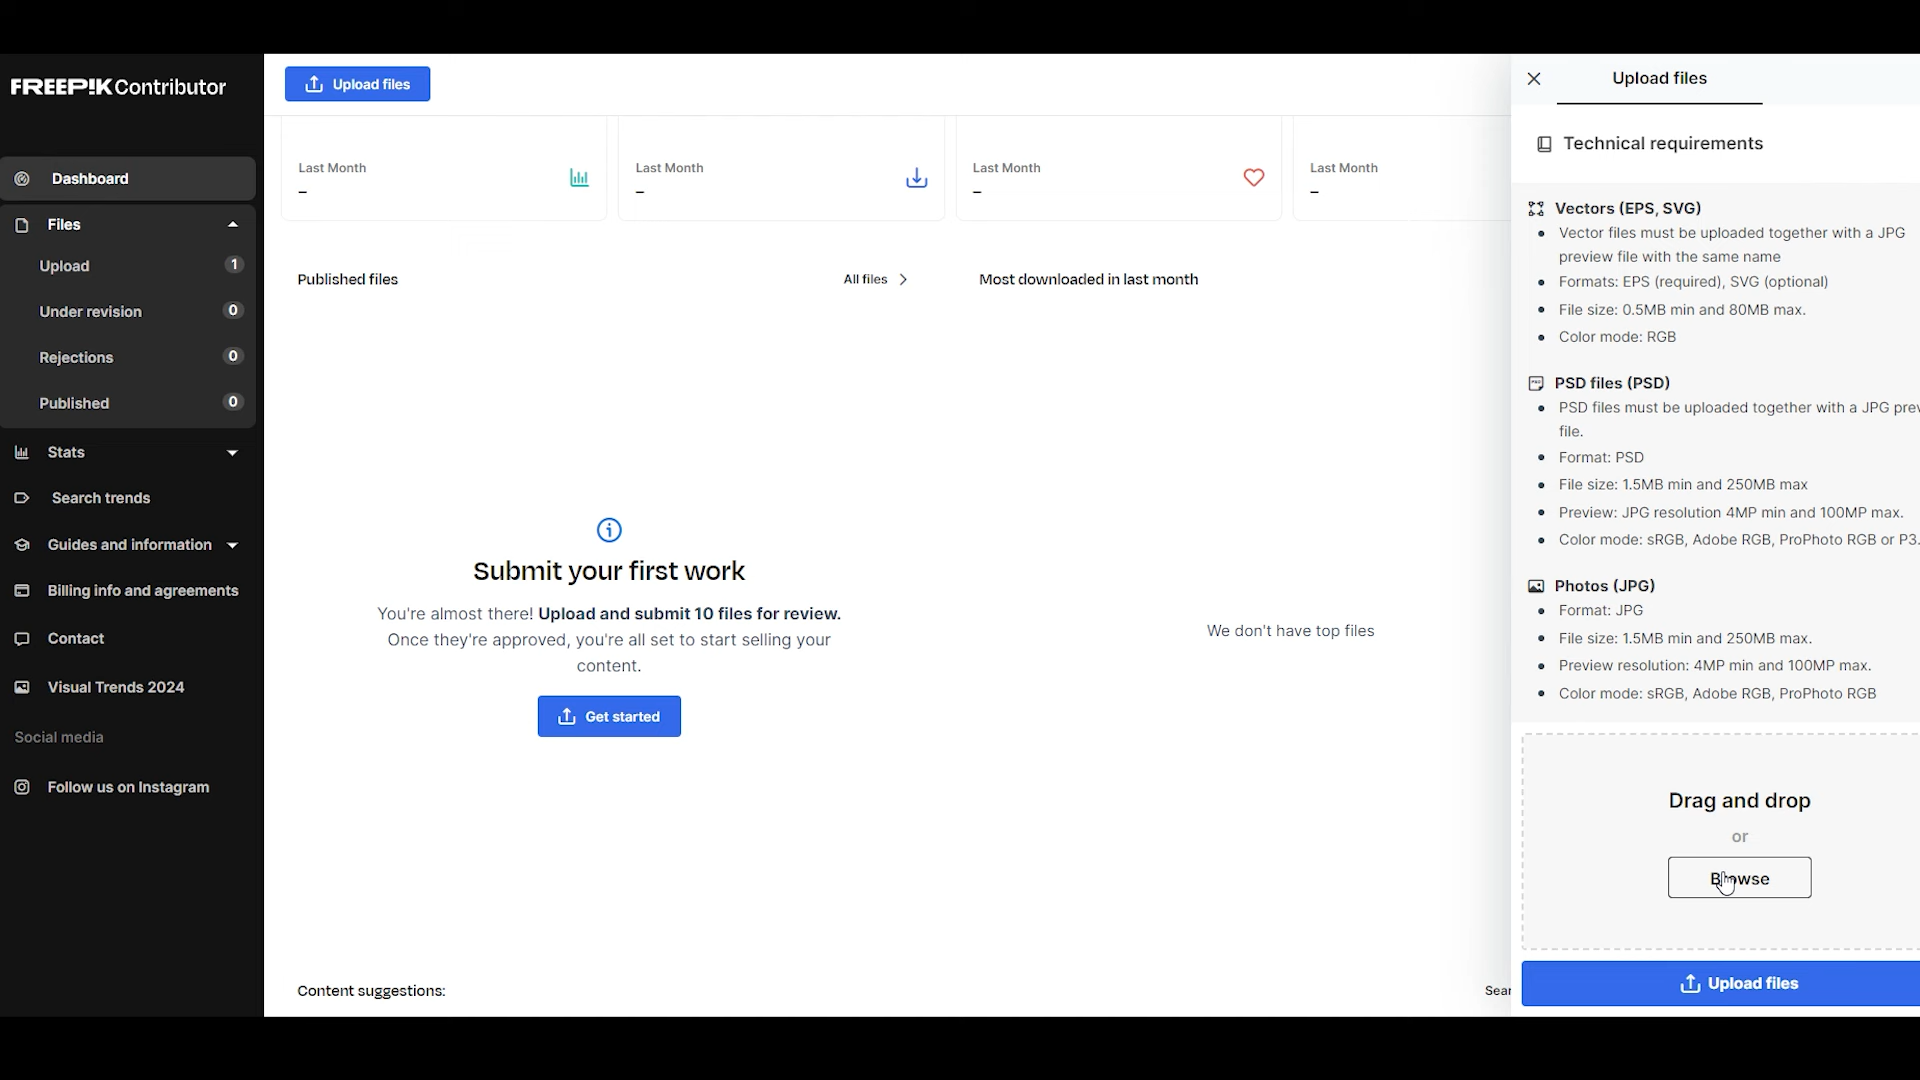 FREEP!K Contributor
Dashboard
Files
Upload 1
Under revision 0
Rejections 0
Published 0
Stats
Search trends
Guides and information
Billing info and agreements
Contact
Visual Trends 2024
Social media
Follow us on Instagram
Upload files
Last Month
–
Last Month
–
Last Month
–
Last Month
–
Published files
All files
Most downloaded in last month
Submit your first work
You're almost there! Upload and submit 10 files for review.
Once they're approved, you're all set to start selling your
content.
Get started
We don't have top files
Content suggestions:
Upload files
Technical requirements
Vectors (EPS, SVG)
• Vector files must be uploaded together with a JPG
preview file with the same name
• Formats: EPS (required), SVG (optional)
• File size: 0.5MB min and 80MB max.
• Color mode: RGB
PSD files (PSD)
• PSD files must be uploaded together with a JPG
file.
• Format: PSD
• File size: 1.5MB min and 250MB max
• Preview: JPG resolution 4MP min and 100MP max.
• Color mode: sRGB, Adobe RGB, ProPhoto RGB or P3.
Photos (JPG)
• Format: JPG
• File size: 1.5MB min and 250MB max.
• Preview resolution: 4MP min and 100MP max.
• Color mode: sRGB, Adobe RGB, ProPhoto RGB
Drag and drop
or
Browse
Upload files